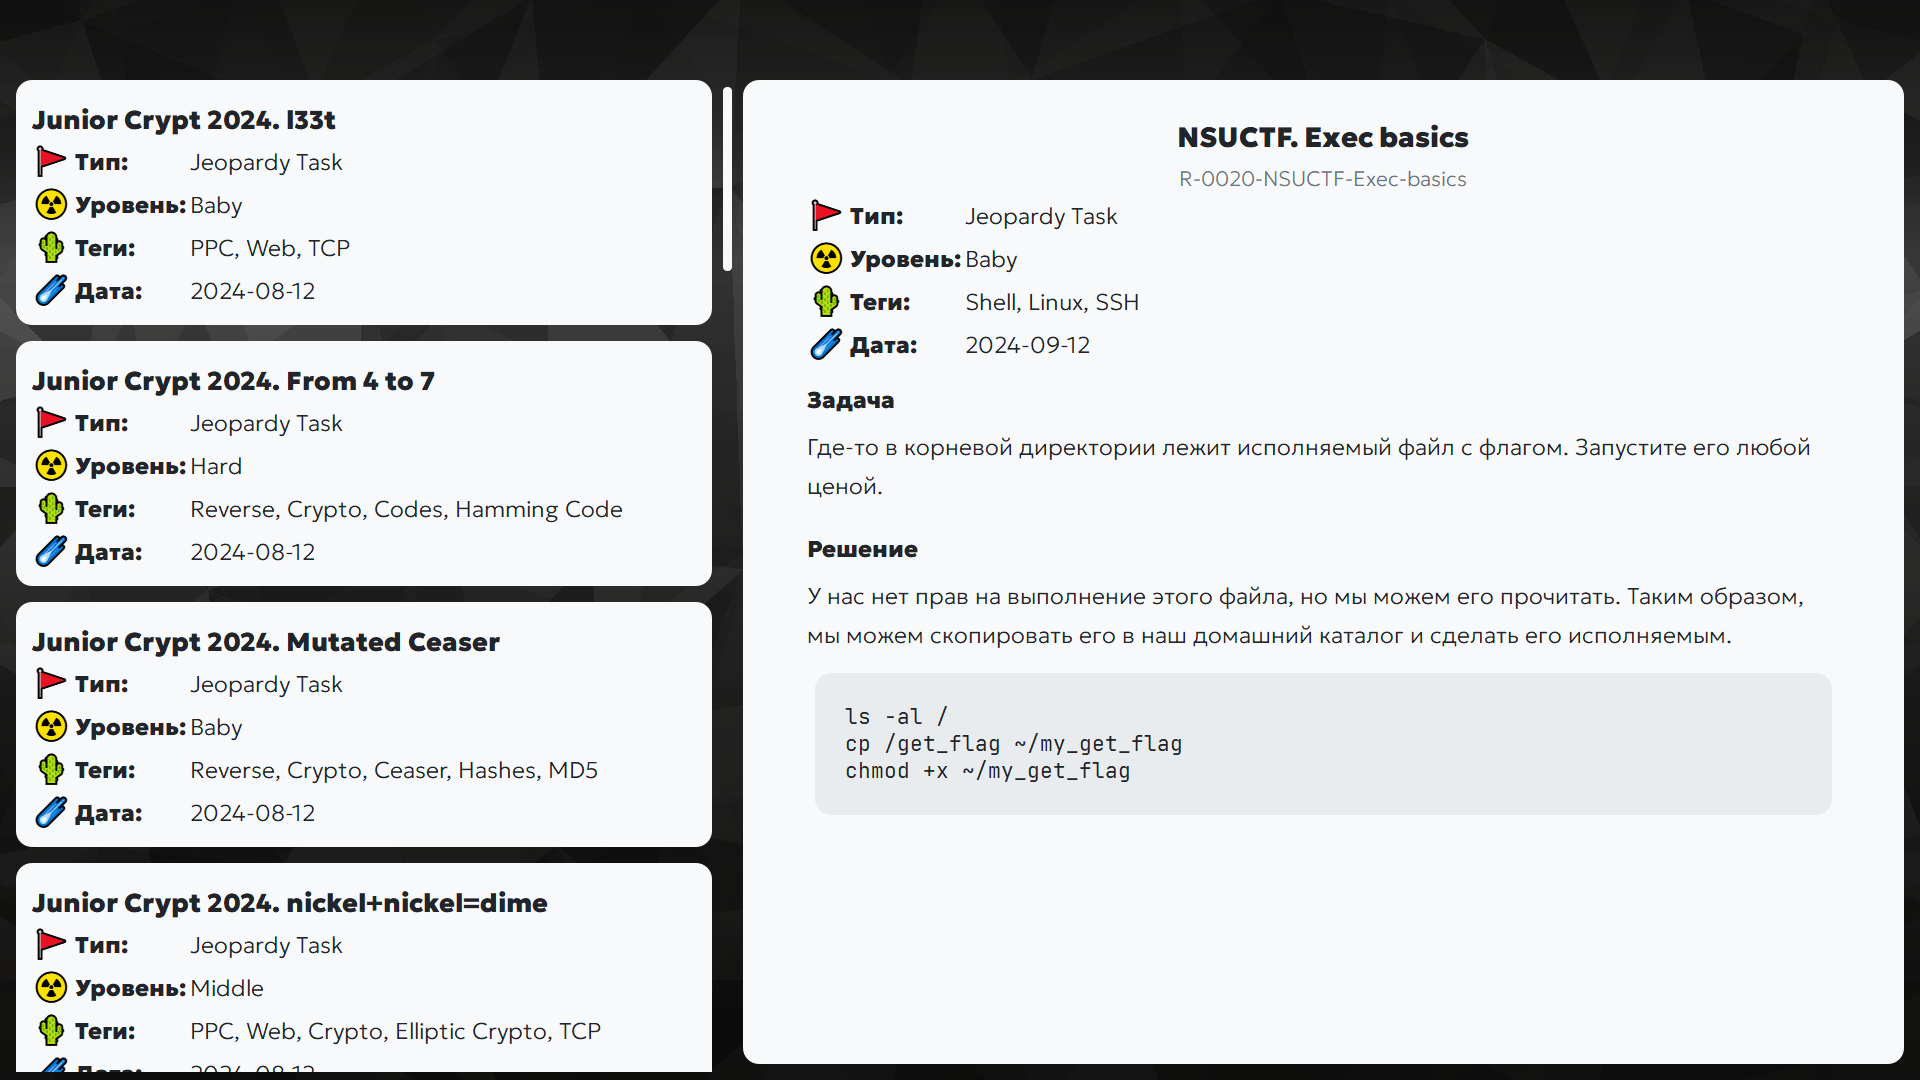 Junior Crypt 2024. l33t
Тип: Jeopardy Task
Уровень: Baby
Теги: PPC, Web, TCP
Дата: 2024-08-12
Junior Crypt 2024. From 4 to 7
Тип: Jeopardy Task
Уровень: Hard
Теги: Reverse, Crypto, Codes, Hamming Code
Дата: 2024-08-12
Junior Crypt 2024. Mutated Ceaser
Тип: Jeopardy Task
Уровень: Baby
Теги: Reverse, Crypto, Ceaser, Hashes, MD5
Дата: 2024-08-12
Junior Crypt 2024. nickel+nickel=dime
Тип: Jeopardy Task
Уровень: Middle
Теги: PPC, Web, Crypto, Elliptic Crypto, TCP
Дата: 2024-08-12
NSUCTF. Exec basics
R-0020-NSUCTF-Exec-basics
Тип: Jeopardy Task
Уровень: Baby
Теги: Shell, Linux, SSH
Дата: 2024-09-12
Задача
Где-то в корневой директории лежит исполняемый файл с флагом. Запустите его любой
ценой.
Решение
У нас нет прав на выполнение этого файла, но мы можем его прочитать. Таким образом,
мы можем скопировать его в наш домашний каталог и сделать его исполняемым.
ls -al /
cp /get_flag ~/my_get_flag
chmod +x ~/my_get_flag